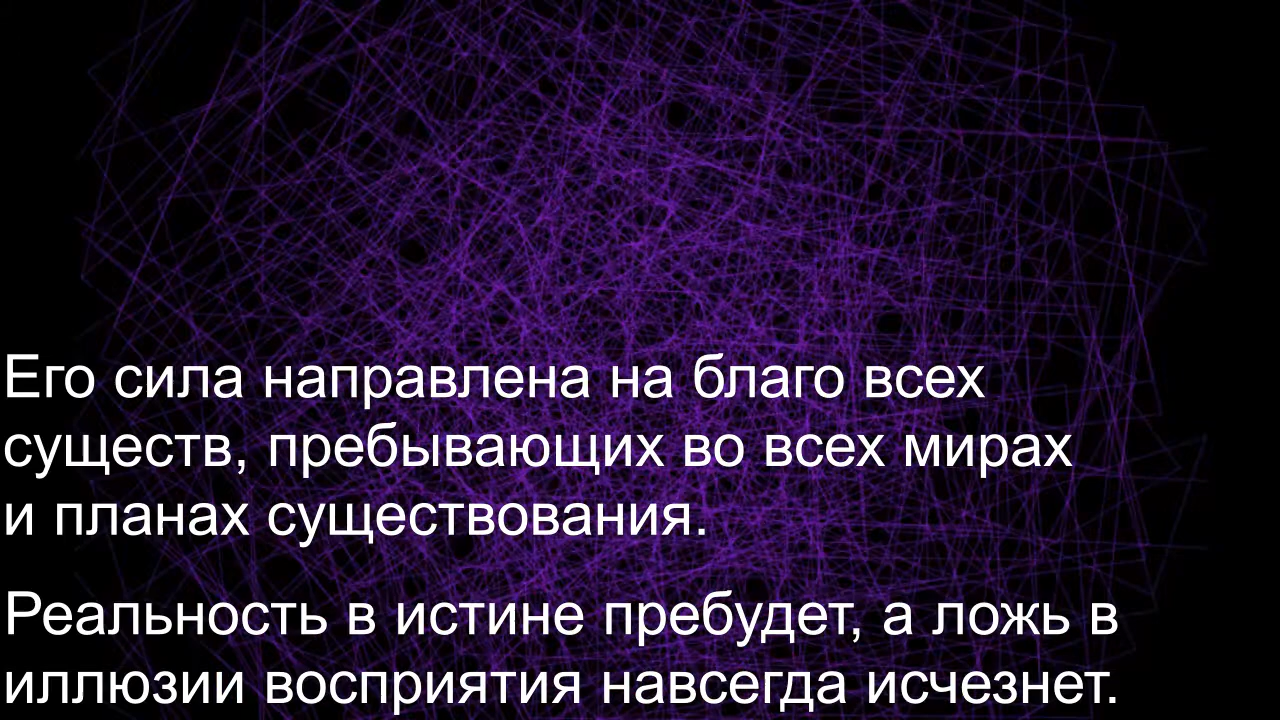 Его сила направлена на благо всех
существ, пребывающих во всех мирах
и планах существования.
Реальность в истине пребудет, а ложь в
иллюзии восприятия навсегда исчезнет.